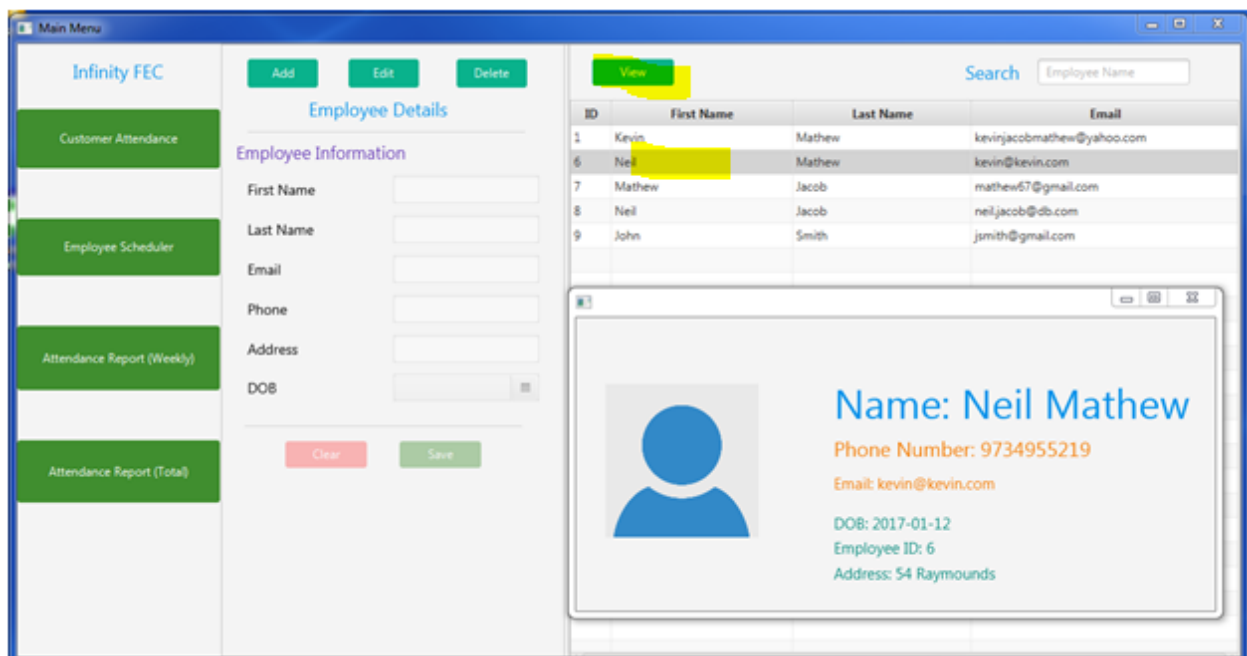 Main Menu
Infinity FEC
Customer Attendance
Employee Scheduler
Attendance Report (Weekly)
Attendance Report (Total)
Add Edit Delete
Employee Details
Employee Information
First Name
Last Name
Email
Phone
Address
DOB
Clear Save
View Search Employee Name
ID First Name Last Name Email
1 Kevin Mathew kevinjacobmathew@yahoo.com
6 Neil Mathew kevin@kevin.com
7 Mathew Jacob mathew67@gmail.com
8 Neil Jacob neil.jacob@db.com
9 John Smith jsmith@gmail.com
Name: Neil Mathew
Phone Number: 9734955219
Email: kevin@kevin.com
DOB: 2017-01-12
Employee ID: 6
Address: 54 Raymounds